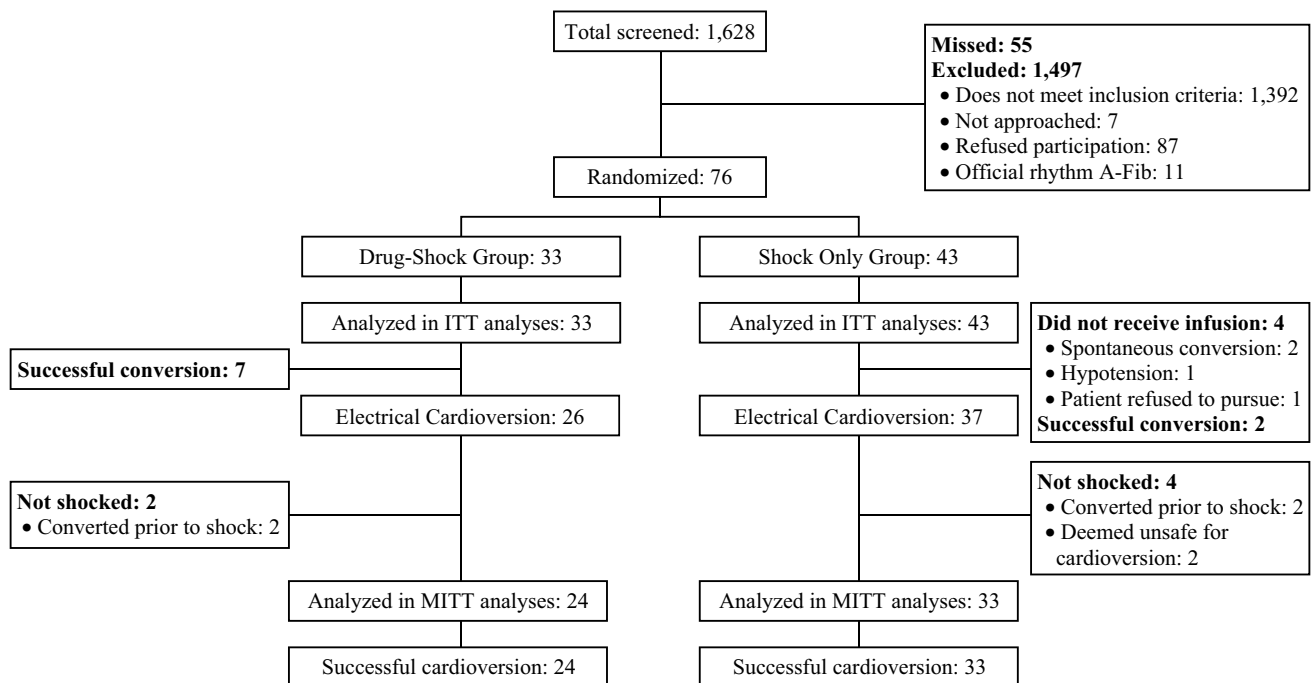 Total screened: 1,628
Missed: 55
Excluded: 1,497
• Does not meet inclusion criteria: 1,392
• Not approached: 7
• Refused participation: 87
• Official rhythm A-Fib: 11
Randomized: 76
Drug-Shock Group: 33
Shock Only Group: 43
Analyzed in ITT analyses: 33
Analyzed in ITT analyses: 43
Did not receive infusion: 4
• Spontaneous conversion: 2
• Hypotension: 1
• Patient refused to pursue: 1
Successful conversion: 2
Successful conversion: 7
Electrical Cardioversion: 26
Electrical Cardioversion: 37
Not shocked: 2
• Converted prior to shock: 2
Not shocked: 4
• Converted prior to shock: 2
• Deemed unsafe for
cardioversion: 2
Analyzed in MITT analyses: 24
Analyzed in MITT analyses: 33
Successful cardioversion: 24
Successful cardioversion: 33